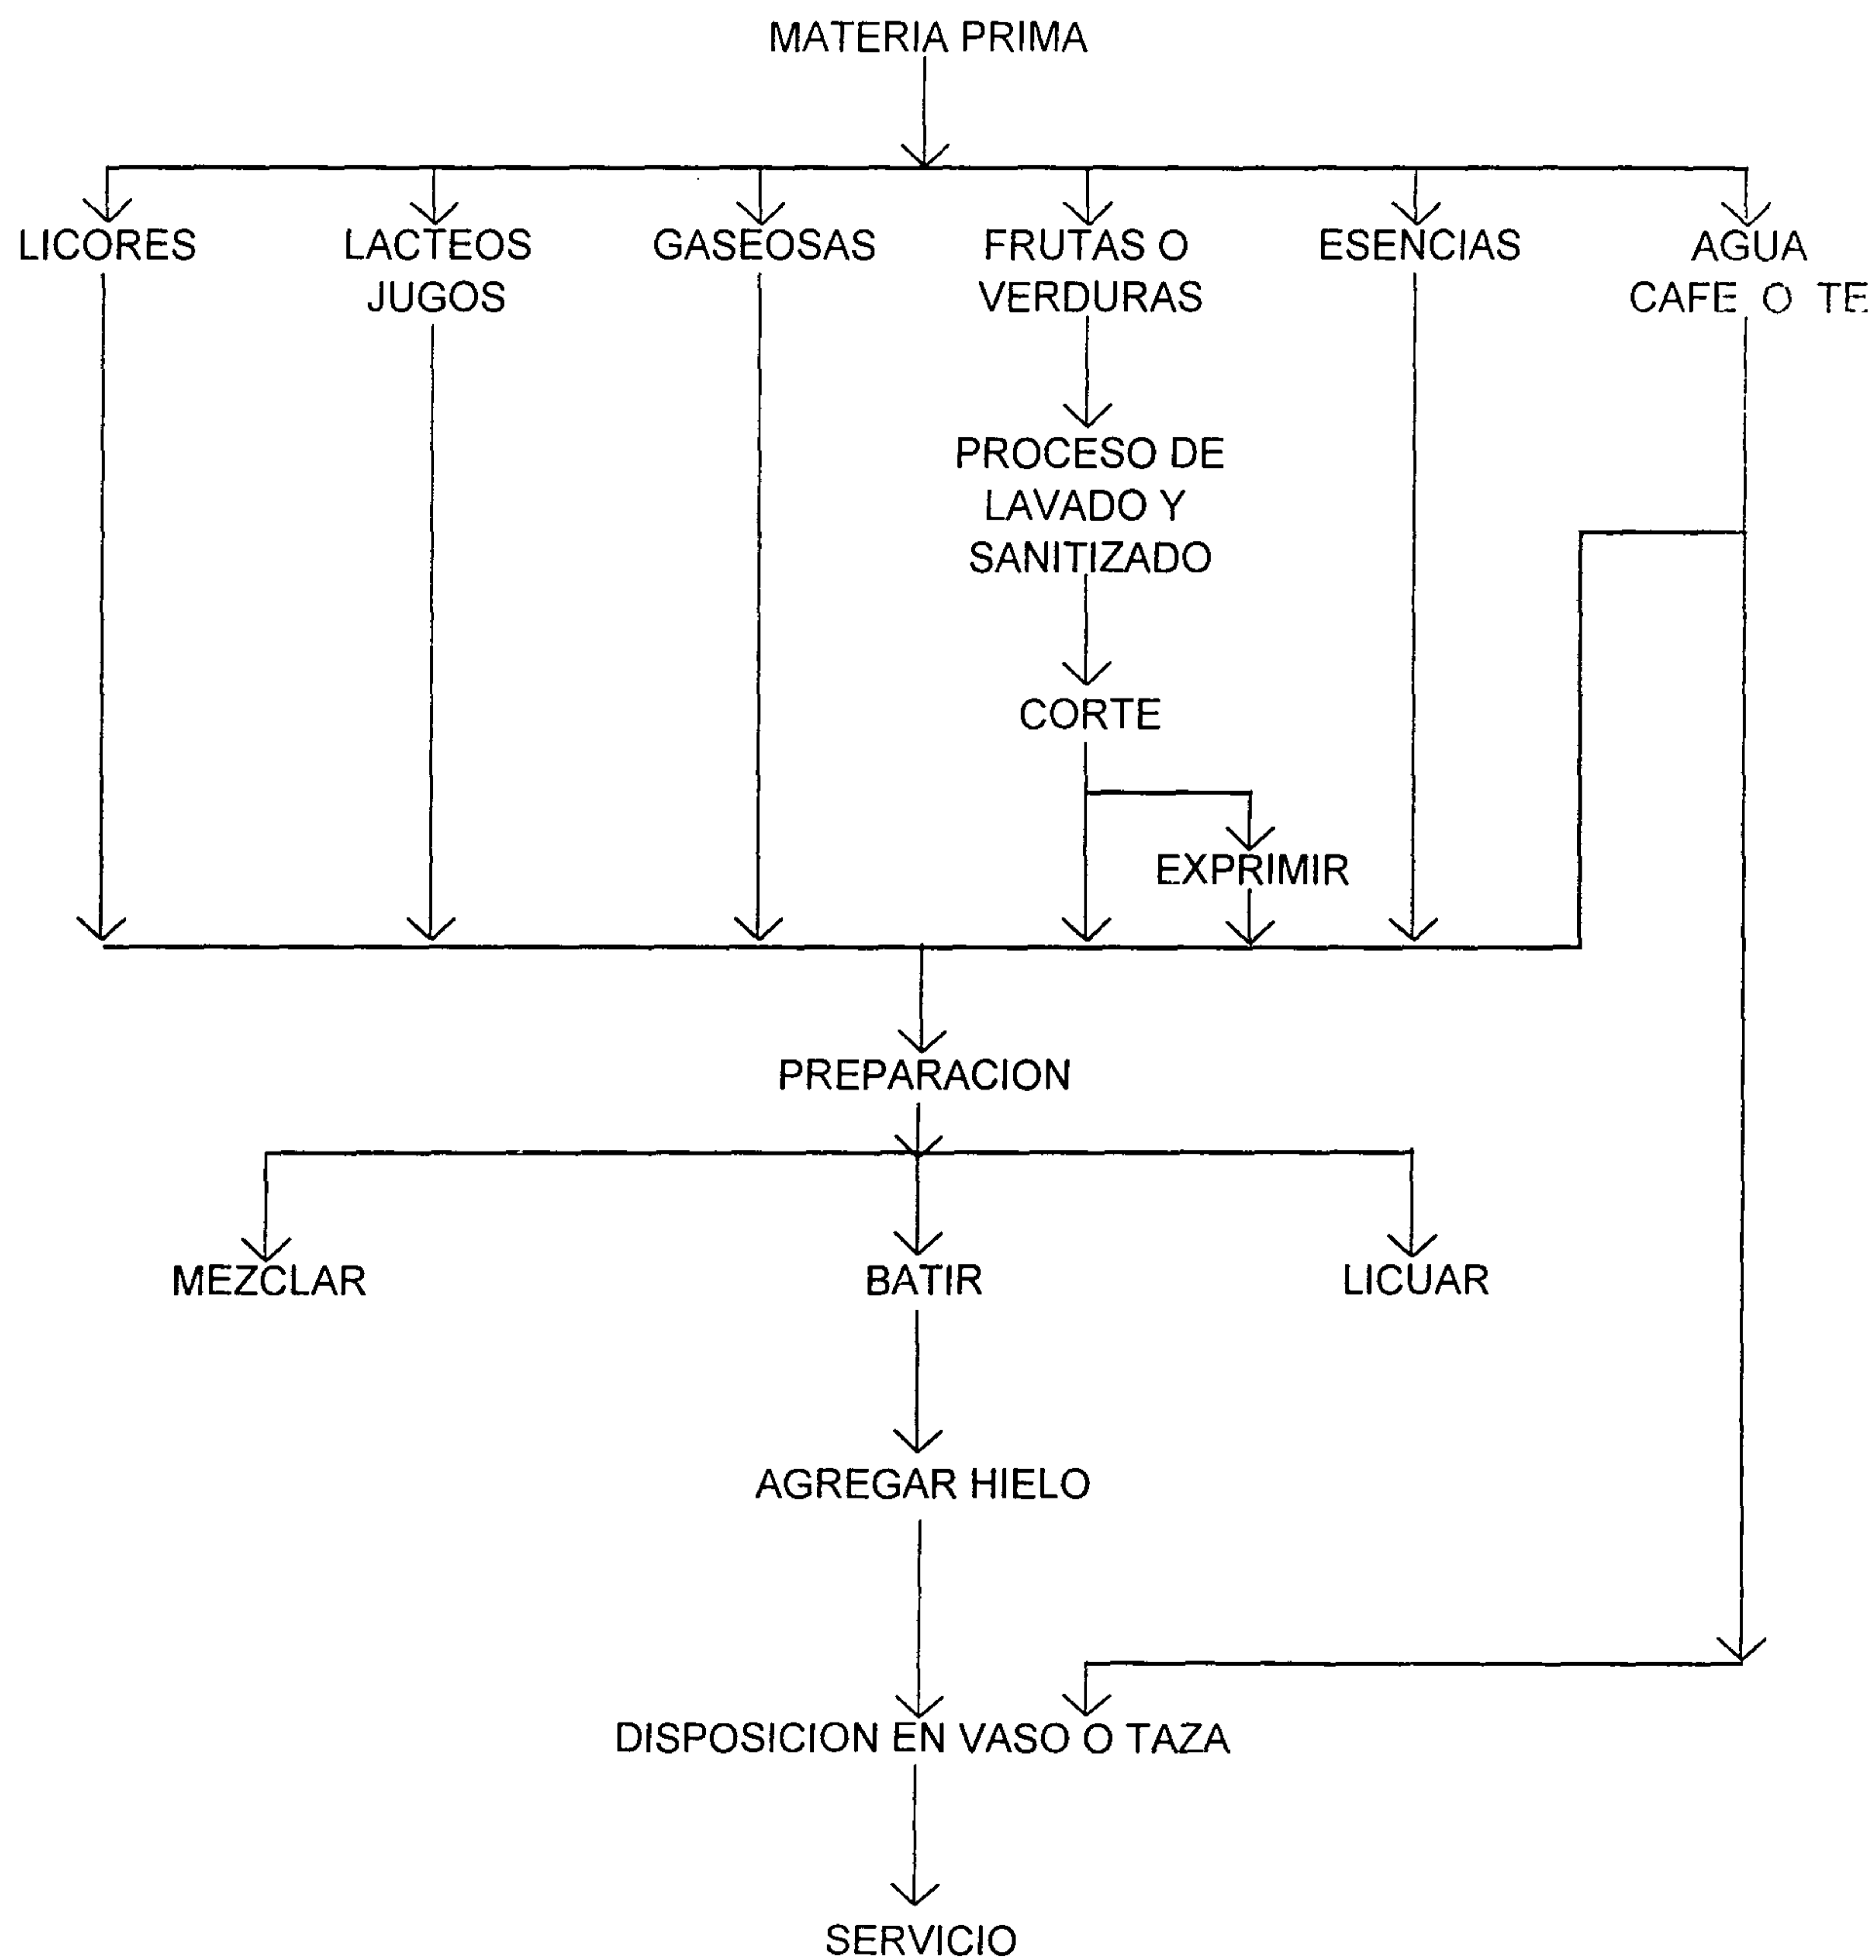 MATERIA PRIMA
LICORES
LACTEOS
JUGOS
GASEOSAS
FRUTAS O
VERDURAS
ESENCIAS
AGUA
CAFE O TE
PROCESO DE
LAVADO Y
SANITIZADO
CORTE
EXPRIMIR
PREPARACION
MEZCLAR
BATIR
LICUAR
AGREGAR HIELO
DISPOSICION EN VASO O TAZA
SERVICIO